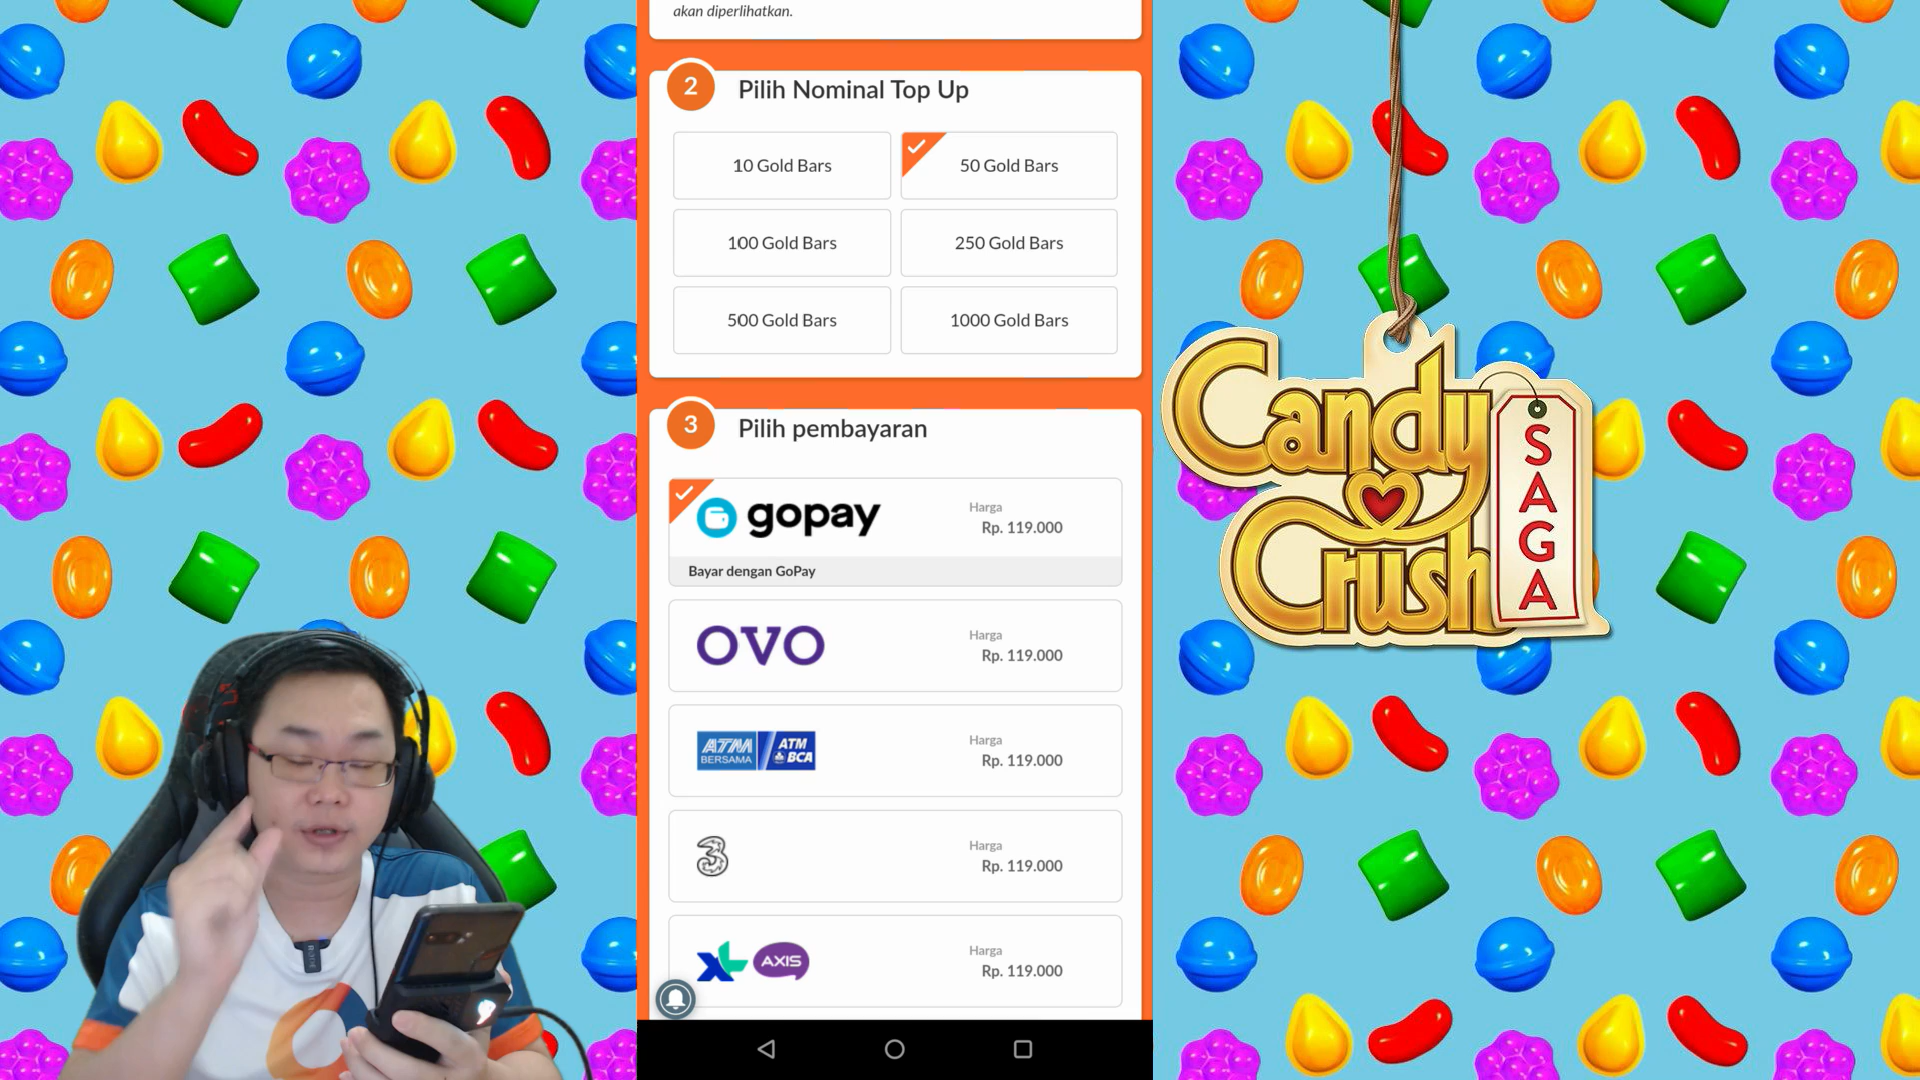 akan diperlihatkan.
2
Pilih Nominal Top Up
10 Gold Bars
50 Gold Bars
100 Gold Bars
250 Gold Bars
500 Gold Bars
1000 Gold Bars
3
Pilih pembayaran
gopay
Harga
Rp. 119.000
Bayar dengan GoPay
OVO
Harga
Rp. 119.000
ATM
BERSAMA
ATM
BCA
Harga
Rp. 119.000
3
Harga
Rp. 119.000
XL
AXIS
Harga
Rp. 119.000
Candy
Crush
SAGA